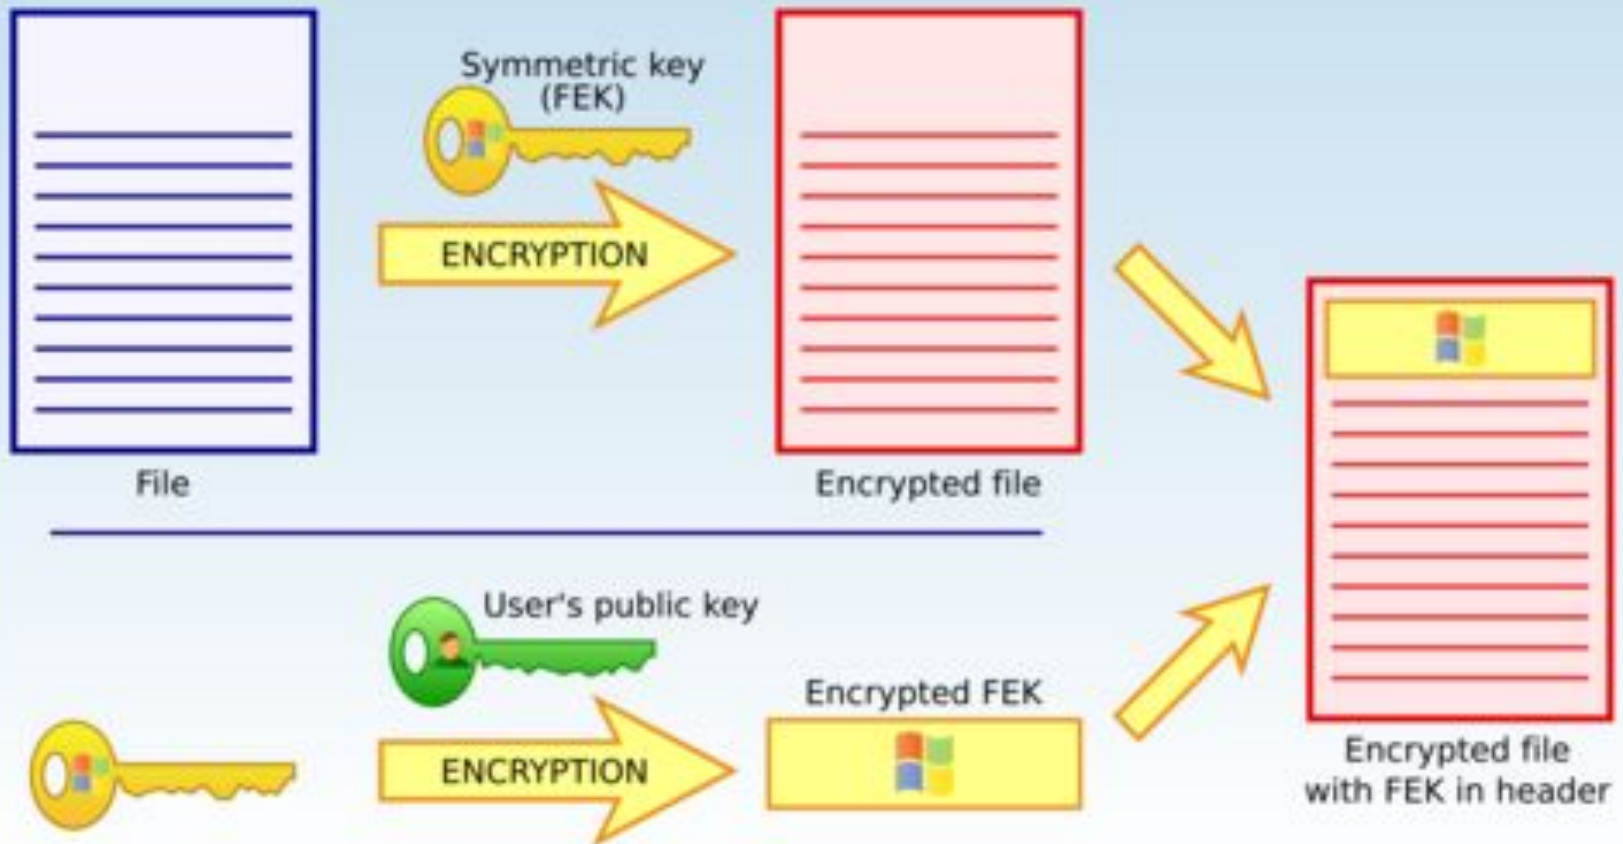 Symmetric key
(FEK)
ENCRYPTION
File
Encrypted file
User's public key
Encrypted FEK
ENCRYPTION
Encrypted file
with FEK in header